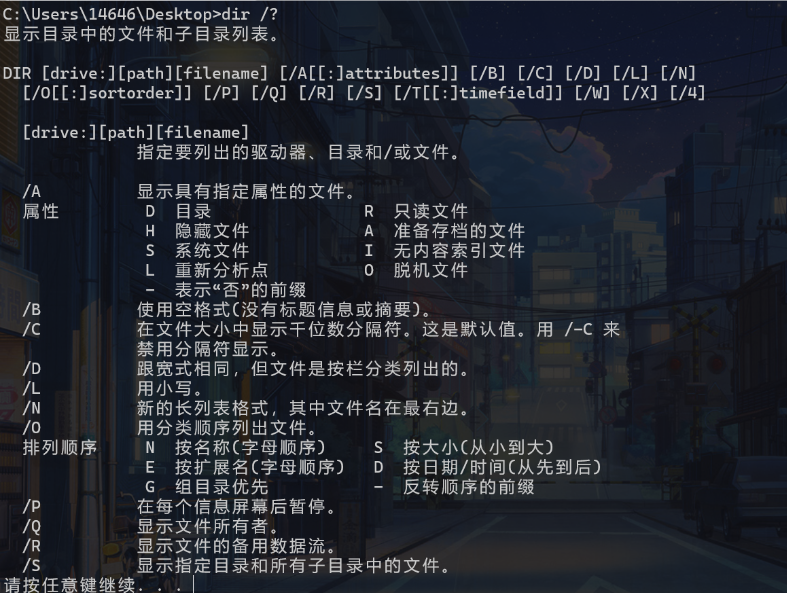 C:\Users\14646\Desktop>dir /?
显示目录中的文件和子目录列表。
DIR [drive:][path][filename] [/A[[:]attributes]] [/B] [/C] [/D] [/L] [/N]
[/O[[:]sortorder]] [/P] [/Q] [/R] [/S] [/T[[:]timefield]] [/W] [/X] [/4]
[drive:][path][filename]
指定要列出的驱动器、目录和/或文件。
/A 显示具有指定属性的文件。
属性 D 目录 R 只读文件
H 隐藏文件 A 准备存档的文件
S 系统文件 I 无内容索引文件
L 重新分析点 O 脱机文件
- 表示“否”的前缀
/B 使用空格式(没有标题信息或摘要)。
/C 在文件大小中显示千位数分隔符。这是默认值。用 /-C 来
禁用分隔符显示。
/D 跟宽式相同，但文件是按栏分类列出的。
/L 用小写。
/N 新的长列表格式，其中文件名在最右边。
/O 用分类顺序列出文件。
排列顺序 N 按名称(字母顺序) S 按大小(从小到大)
E 按扩展名(字母顺序) D 按日期/时间(从先到后)
G 组目录优先 - 反转顺序的前缀
/P 在每个信息屏幕后暂停。
/Q 显示文件所有者。
/R 显示文件的备用数据流。
/S 显示指定目录和所有子目录中的文件。
请按任意键继续. . .